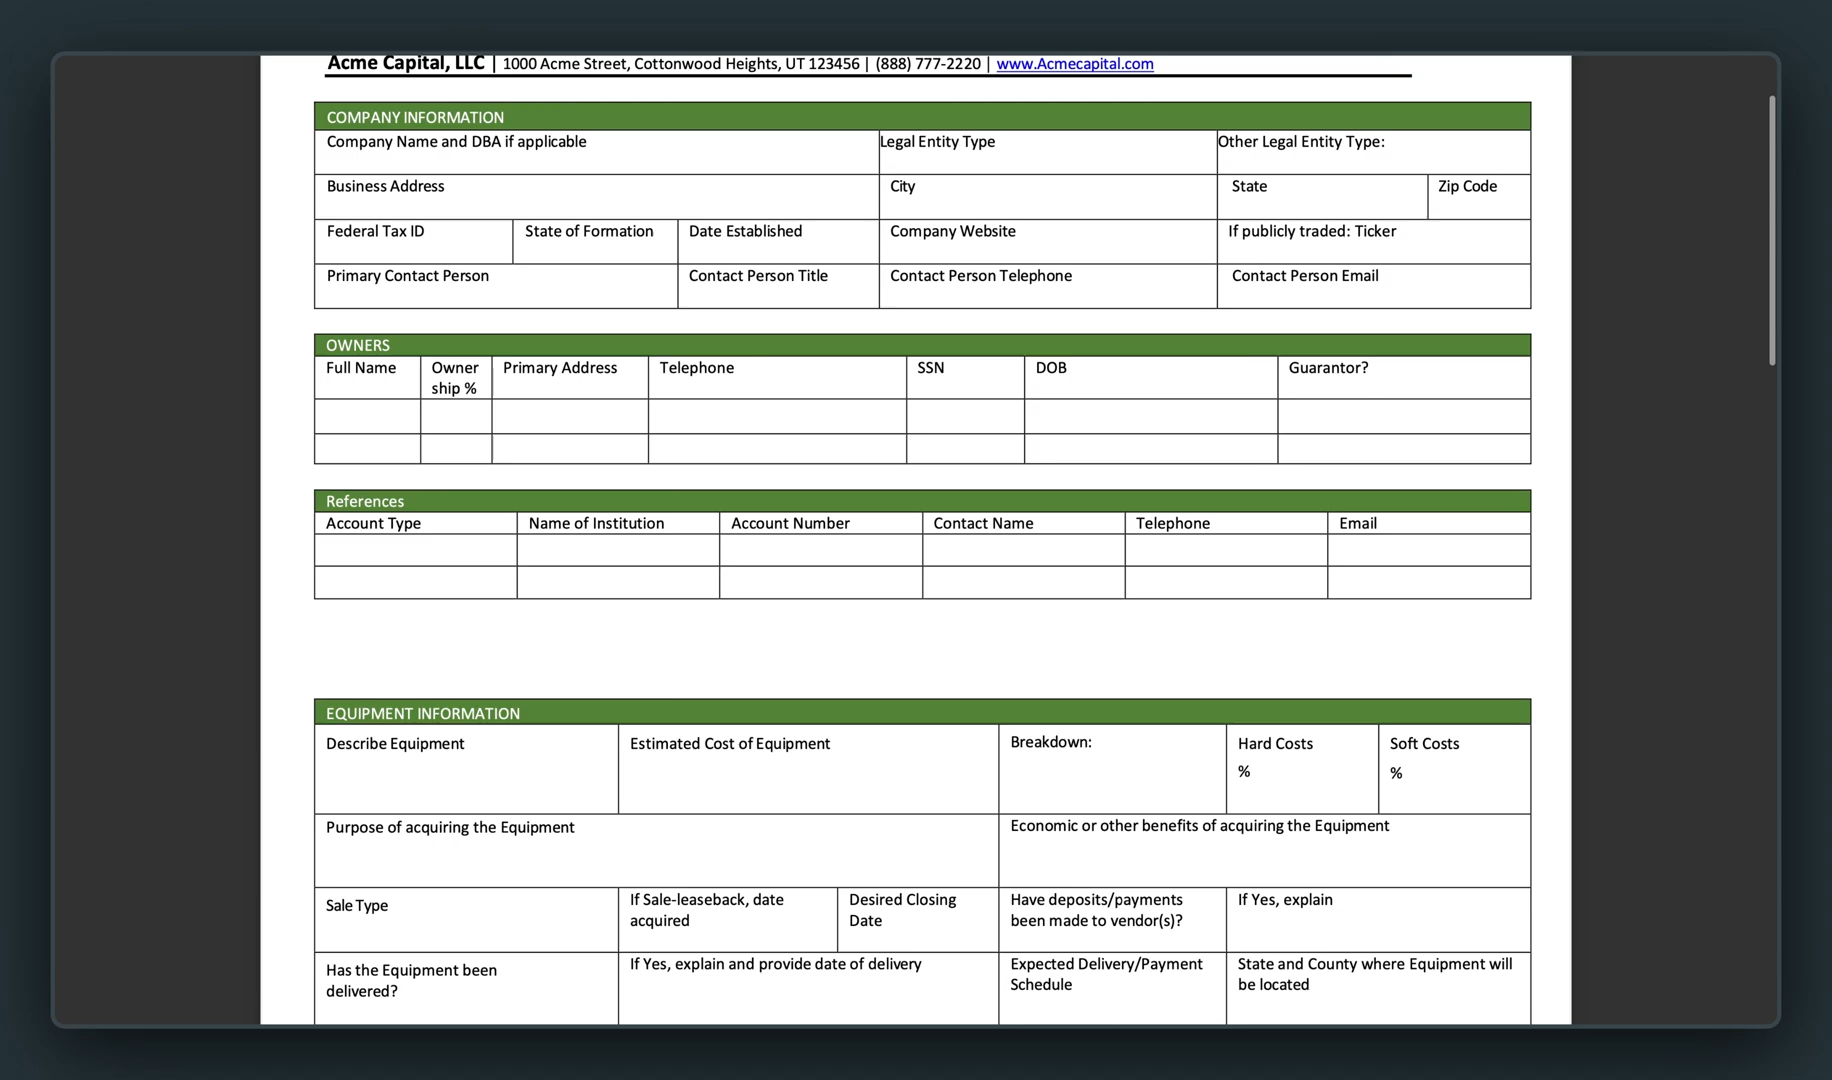 Acme Capital, LLC | 1000 Acme Street, Cottonwood Heights, UT 123456 | (888) 777-2220 | www.Acmecapital.com
COMPANY INFORMATION
Company Name and DBA if applicable
Legal Entity Type
Other Legal Entity Type:
Business Address
City
State
Zip Code
Federal Tax ID
State of Formation
Date Established
Company Website
If publicly traded: Ticker
Primary Contact Person
Contact Person Title
Contact Person Telephone
Contact Person Email
OWNERS
Full Name
Owner
ship %
Primary Address
Telephone
SSN
DOB
Guarantor?
References
Account Type
Name of Institution
Account Number
Contact Name
Telephone
Email
EQUIPMENT INFORMATION
Describe Equipment
Estimated Cost of Equipment
Breakdown:
Hard Costs
%
Soft Costs
%
Purpose of acquiring the Equipment
Economic or other benefits of acquiring the Equipment
Sale Type
If Sale-leaseback, date
acquired
Desired Closing
Date
Have deposits/payments
been made to vendor(s)?
If Yes, explain
Has the Equipment been
delivered?
If Yes, explain and provide date of delivery
Expected Delivery/Payment
Schedule
State and County where Equipment will
be located